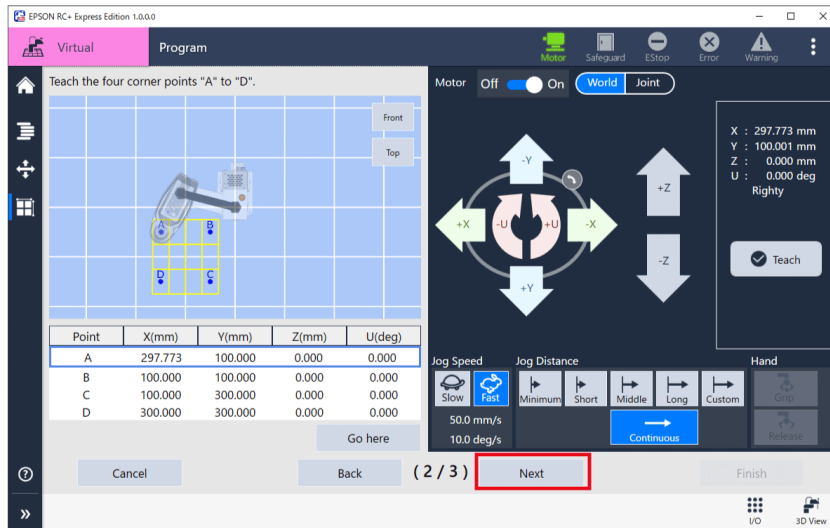 EPSON RC+ Express Edition 1.0.0.0
Virtual
Program
Motor
Safeguard
EStop
Error
Warning
Teach the four corner points "A" to "D".
Front
Top
A
B
D
C
Point X(mm) Y(mm) Z(mm) U(deg)
A 297.773 100.000 0.000 0.000
B 100.000 100.000 0.000 0.000
C 100.000 300.000 0.000 0.000
D 300.000 300.000 0.000 0.000
Go here
Motor Off On World Joint
-Y
+X
-U
+U
-X
+Y
+Z
-Z
X : 297.773 mm
Y : 100.001 mm
Z : 0.000 mm
U : 0.000 deg
Righty
Teach
Jog Speed
Slow
Fast
50.0 mm/s
10.0 deg/s
Jog Distance
Minimum
Short
Middle
Long
Custom
Continuous
Hand
Grip
Release
Cancel
Back
( 2 / 3 )
Next
Finish
I/O
3D View